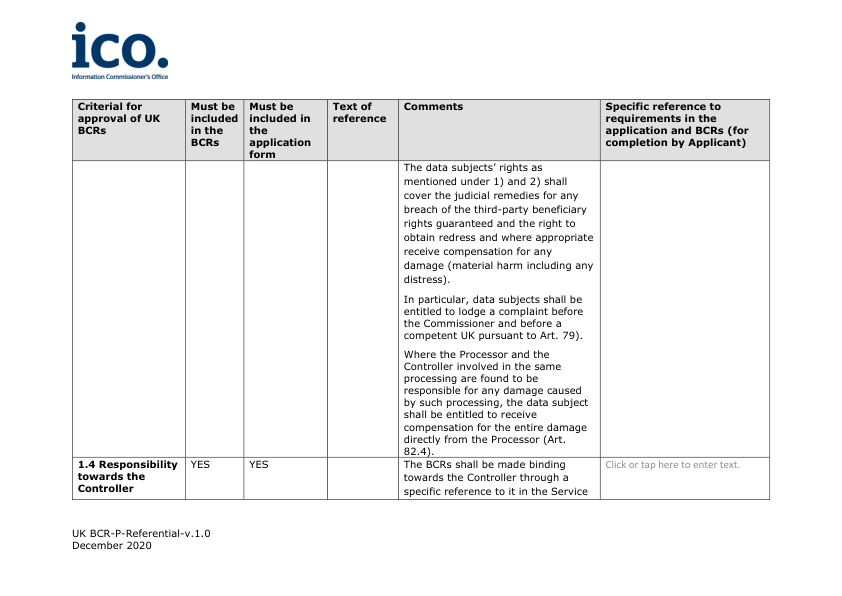 ico.
Information Commissioner's Office
Criterial for
approval of UK
BCRs
Must be
included
in the
BCRs
Must be
included in
the
application
form
Text of
reference
Comments
Specific reference to
requirements in the
application and BCRs (for
completion by Applicant)
The data subjects’ rights as
mentioned under 1) and 2) shall
cover the judicial remedies for any
breach of the third-party beneficiary
rights guaranteed and the right to
obtain redress and where appropriate
receive compensation for any
damage (material harm including any
distress).
In particular, data subjects shall be
entitled to lodge a complaint before
the Commissioner and before a
competent UK pursuant to Art. 79).
Where the Processor and the
Controller involved in the same
processing are found to be
responsible for any damage caused
by such processing, the data subject
shall be entitled to receive
compensation for the entire damage
directly from the Processor (Art.
82.4).
1.4 Responsibility
towards the
Controller
YES
YES
The BCRs shall be made binding
towards the Controller through a
specific reference to it in the Service
Click or tap here to enter text.
UK BCR-P-Referential-v.1.0
December 2020